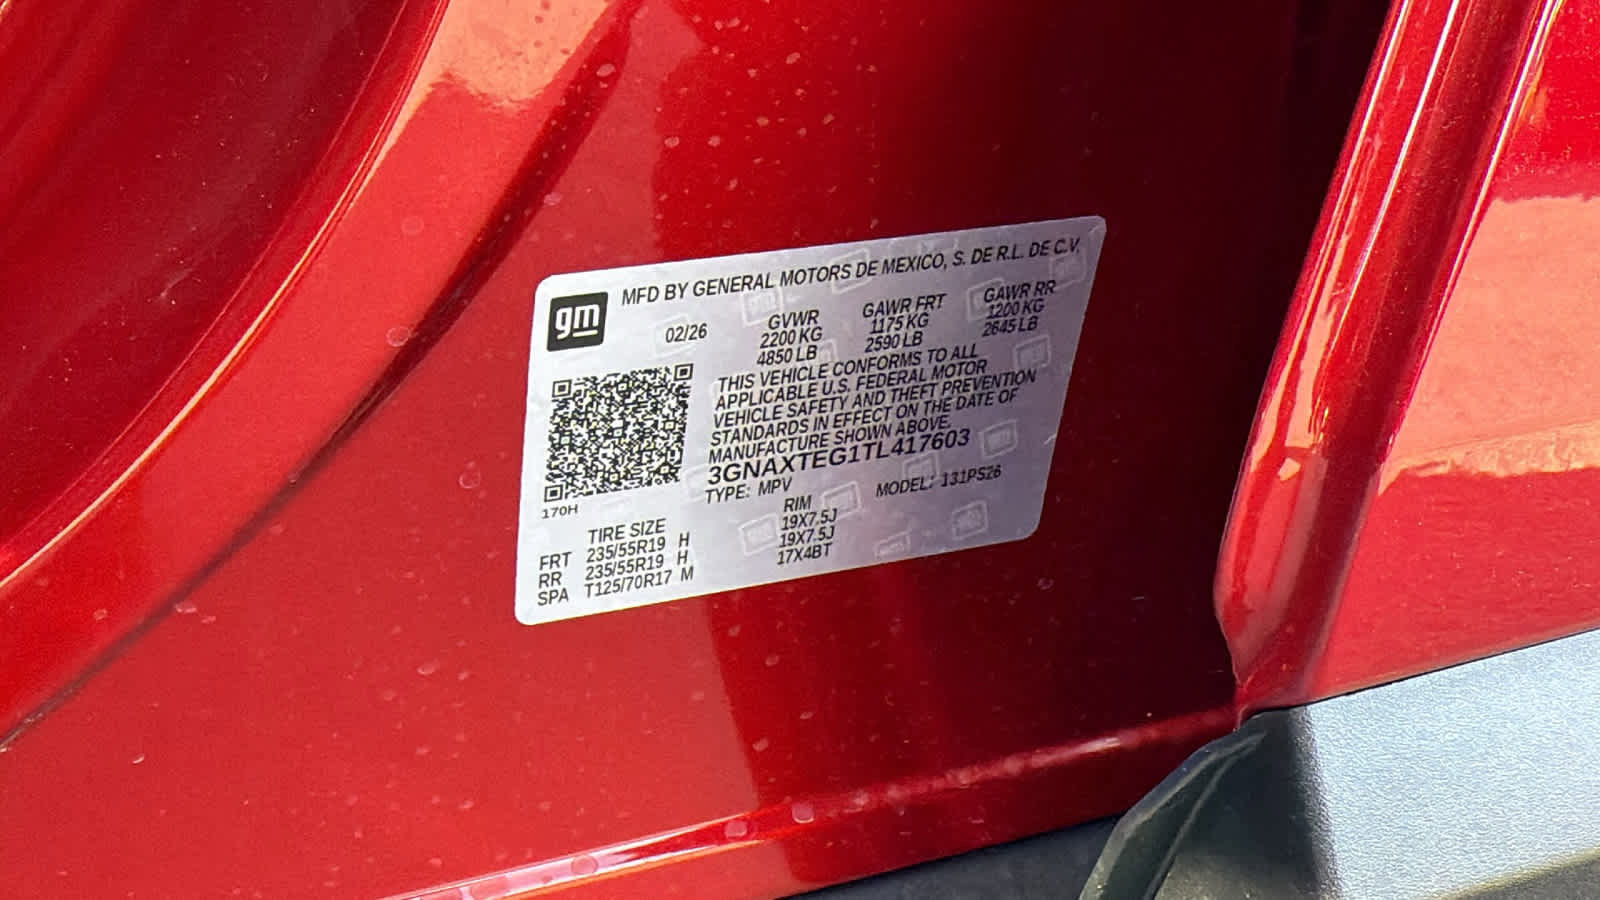 MFD BY GENERAL MOTORS DE MEXICO, S. DE R.L. DE C.V.
gm
02/26
GVWR GAWR FRT GAWR RR
2200 KG 1175 KG 1200 KG
4850 LB 2590 LB 2645 LB
THIS VEHICLE CONFORMS TO ALL
APPLICABLE U.S. FEDERAL MOTOR
VEHICLE SAFETY AND THEFT PREVENTION
STANDARDS IN EFFECT ON THE DATE OF
MANUFACTURE SHOWN ABOVE.
3GNAXTEG1TL417603
TYPE: MPV MODEL: 131PS26
170H
TIRE SIZE RIM
FRT 235/55R19 H 19X7.5J
RR 235/55R19 H 19X7.5J
SPA T125/70R17 M 17X4BT